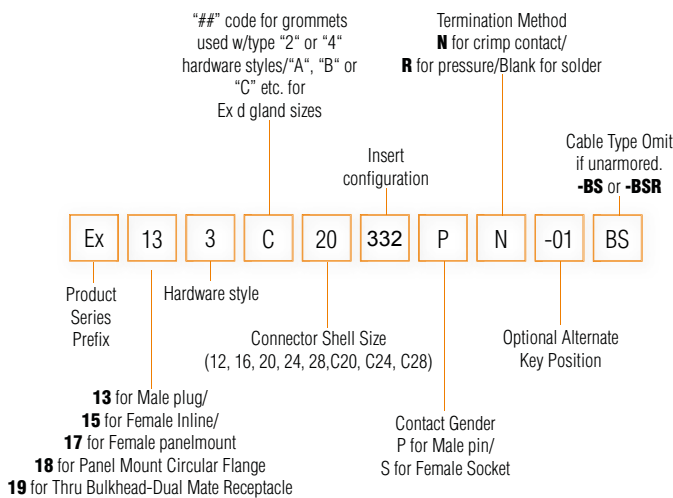 “##” code for grommets
used w/type “2“ or “4“
hardware styles/“A“, “B“ or
“C” etc. for
Ex d gland sizes
Termination Method
N for crimp contact/
R for pressure/Blank for solder
Insert
configuration
Cable Type Omit
if unarmored.
-BS or -BSR
Ex 13 3 C 20 332 P N -01 BS
Product
Series
Prefix
Hardware style
Connector Shell Size
(12, 16, 20, 24, 28,C20, C24, C28)
Optional Alternate
Key Position
13 for Male plug/
15 for Female Inline/
17 for Female panelmount
18 for Panel Mount Circular Flange
19 for Thru Bulkhead-Dual Mate Receptacle
Contact Gender
P for Male pin/
S for Female Socket